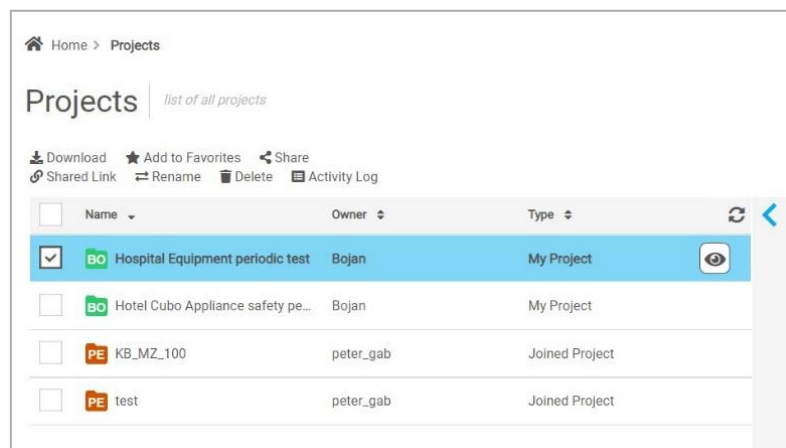 Home > Projects
Projects list of all projects
Download Add to Favorites Share
Shared Link Rename Delete Activity Log
Name Owner Type
BO Hospital Equipment periodic test Bojan My Project
BO Hotel Cubo Appliance safety pe... Bojan My Project
PE KB_MZ_100 peter_gab Joined Project
PE test peter_gab Joined Project